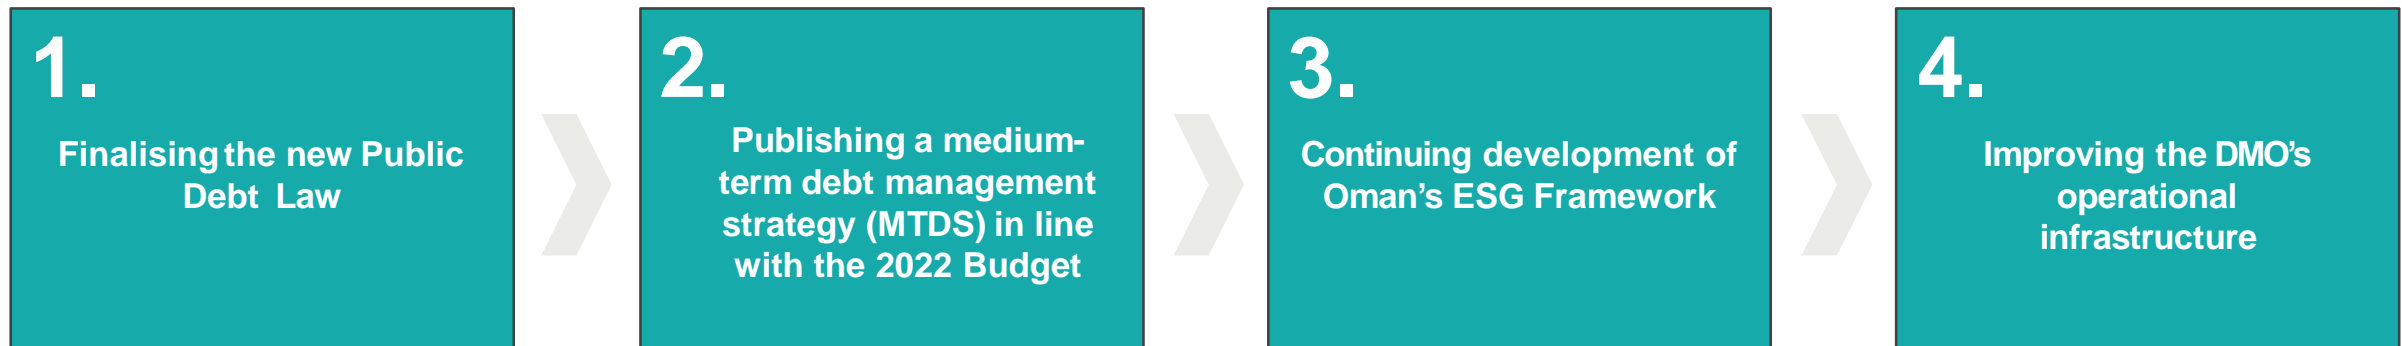 1.
Finalising the new Public
Debt Law
2.
Publishing a medium-
term debt management
strategy (MTDS) in line
with the 2022 Budget
3.
Continuing development of
Oman’s ESG Framework
4.
Improving the DMO’s
operational
infrastructure